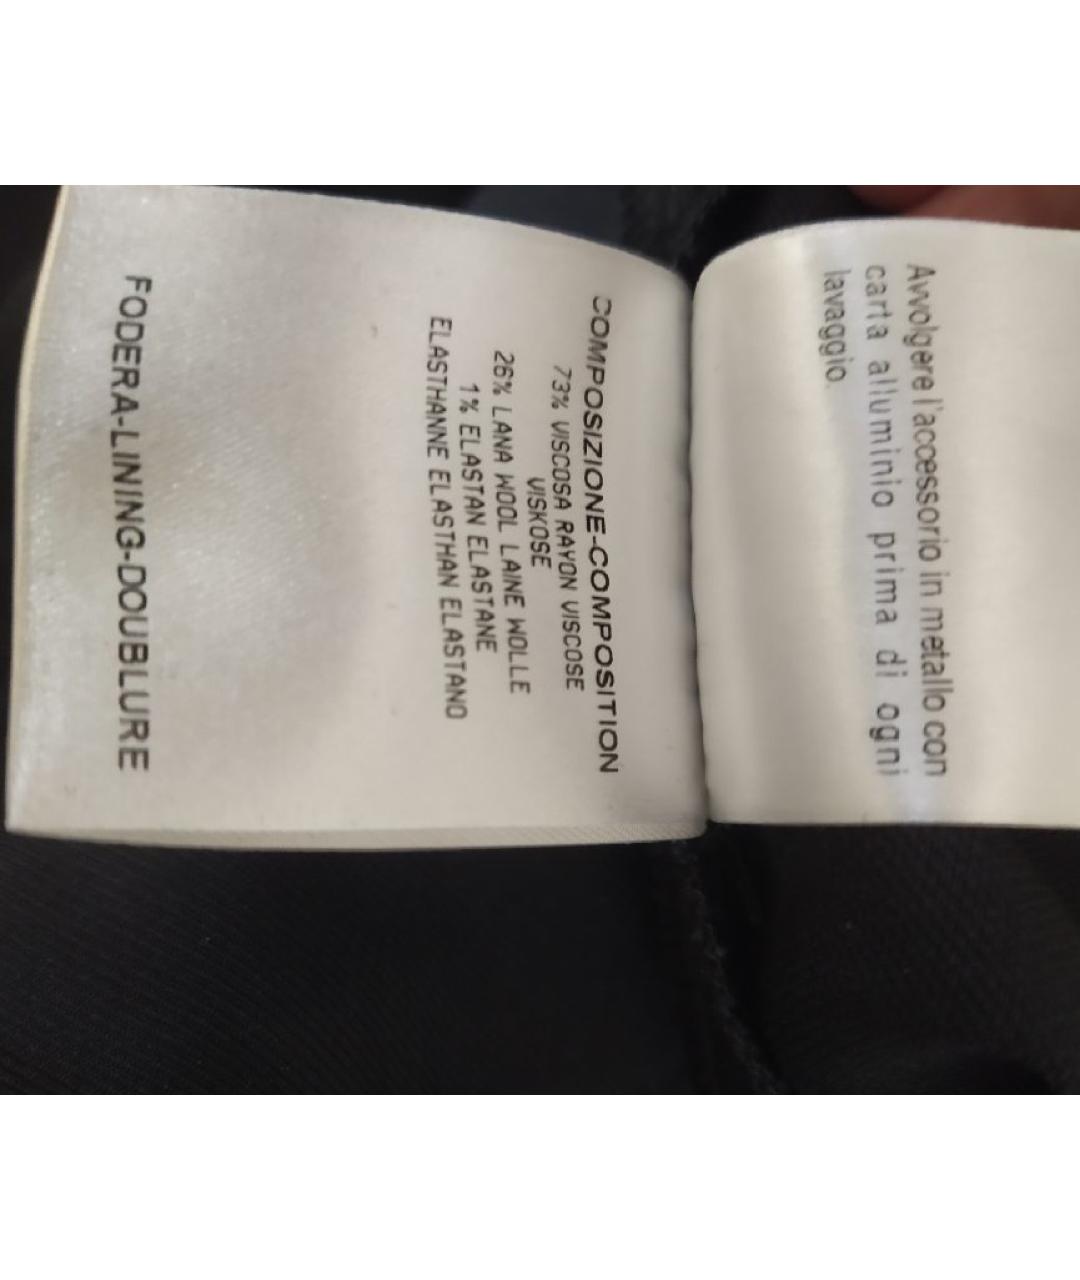 Avvolgere l'accessorio in metallo con
carta alluminio prima di ogni
lavaggio.
COMPOSIZIONE-COMPOSITION
73% VISCOSA RAYON VISCOSE
VISKOSE
26% LANA WOOL LAINE WOLLE
1% ELASTAN ELASTANE
ELASTHANNE ELASTHAN ELASTANO
FODERA-LINING-DOUBLURE